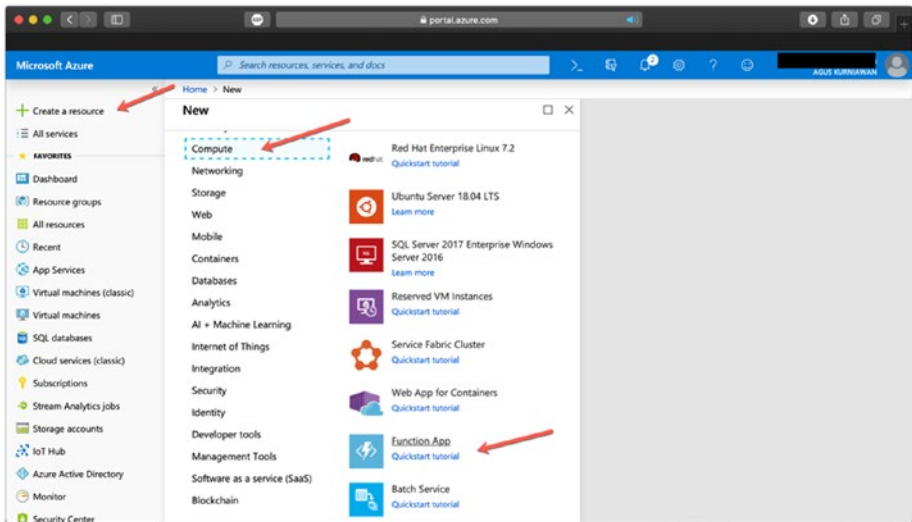 portal.azure.com
Microsoft Azure
Search resources, services, and docs
2
AGUS KURNIAWAN
Create a resource
All services
FAVORITES
Dashboard
Resource groups
All resources
Recent
App Services
Virtual machines (classic)
Virtual machines
SQL databases
Cloud services (classic)
Subscriptions
Stream Analytics jobs
Storage accounts
IoT Hub
Azure Active Directory
Monitor
Security Center
Home > New
New
Compute
Networking
Storage
Web
Mobile
Containers
Databases
Analytics
AI + Machine Learning
Internet of Things
Integration
Security
Identity
Developer tools
Management Tools
Software as a service (SaaS)
Blockchain
redhat
Red Hat Enterprise Linux 7.2
Quickstart tutorial
Ubuntu Server 18.04 LTS
Learn more
SQL Server 2017 Enterprise Windows
Server 2016
Learn more
Reserved VM Instances
Quickstart tutorial
Service Fabric Cluster
Quickstart tutorial
Web App for Containers
Quickstart tutorial
Function App
Quickstart tutorial
Batch Service
Quickstart tutorial